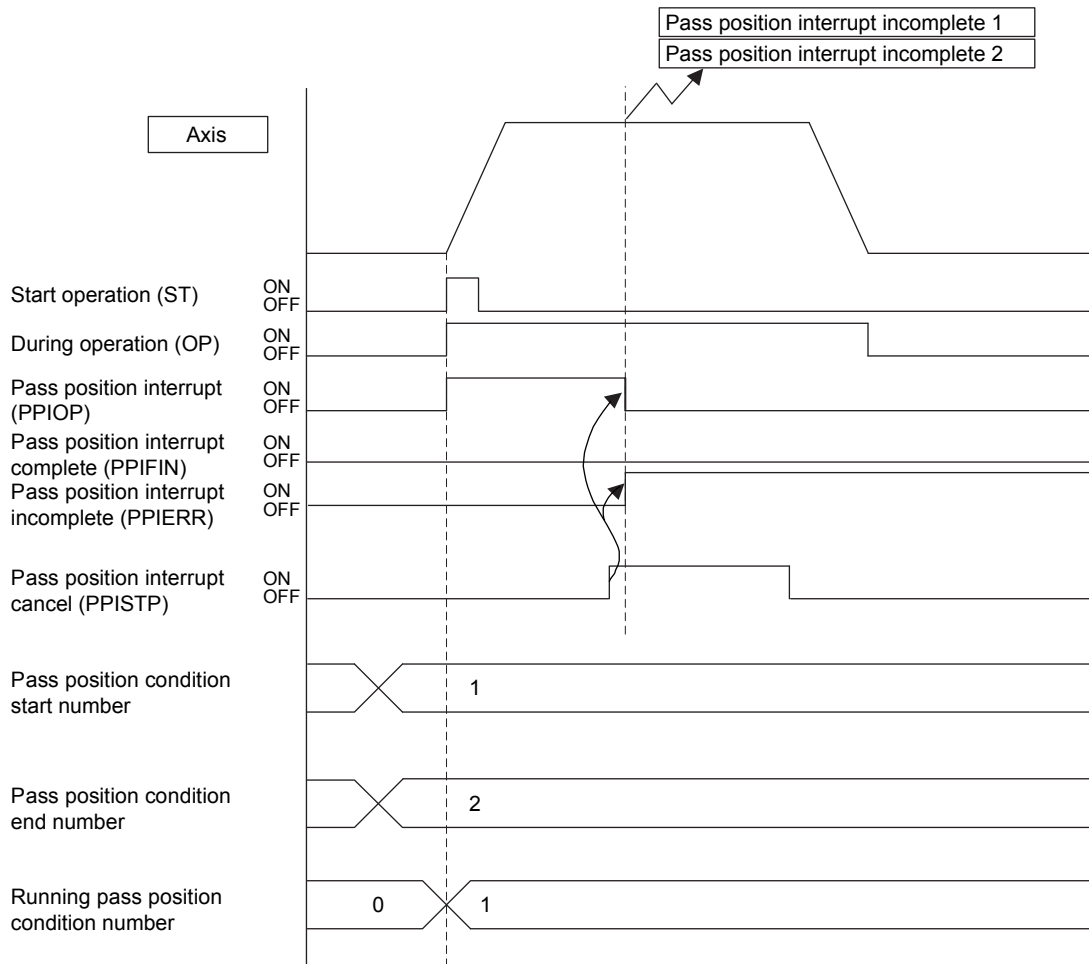 Pass position interrupt incomplete 1
Pass position interrupt incomplete 2
Axis
Start operation (ST)
ON
OFF
During operation (OP)
ON
OFF
Pass position interrupt
(PPIOP)
ON
OFF
Pass position interrupt
complete (PPIFIN)
ON
OFF
Pass position interrupt
incomplete (PPIERR)
ON
OFF
Pass position interrupt
cancel (PPISTP)
ON
OFF
Pass position condition
start number
1
Pass position condition
end number
2
Running pass position
condition number
0 1